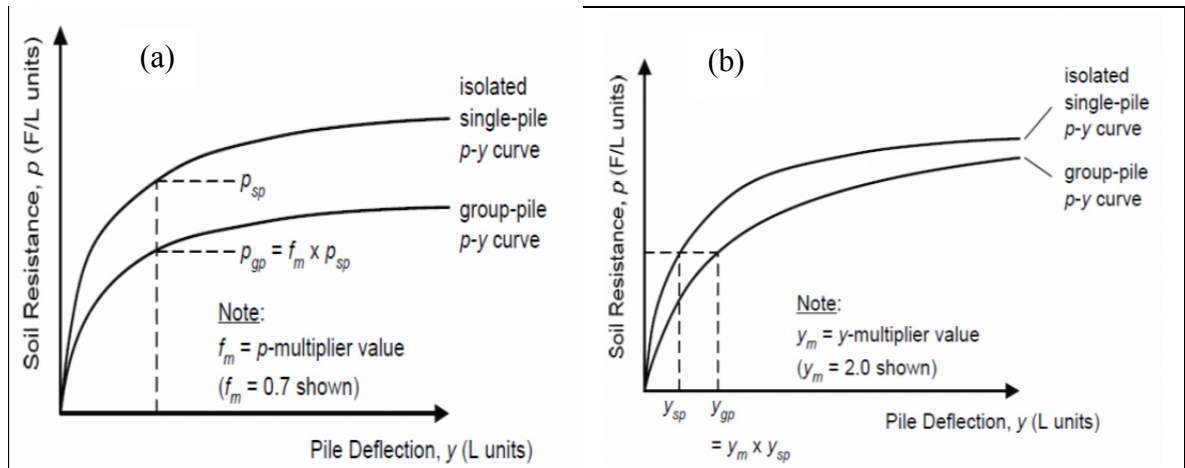 (a)
Soil Resistance, p (F/L units)
isolated
single-pile
p-y curve
p_sp
group-pile
p-y curve
p_gp = f_m x p_sp
Note:
f_m = p-multiplier value
(f_m = 0.7 shown)
Pile Deflection, y (L units)
(b)
Soil Resistance, p (F/L units)
isolated
single-pile
p-y curve
group-pile
p-y curve
Note:
y_m = y-multiplier value
(y_m = 2.0 shown)
y_sp
y_gp
= y_m x y_sp
Pile Deflection, y (L units)